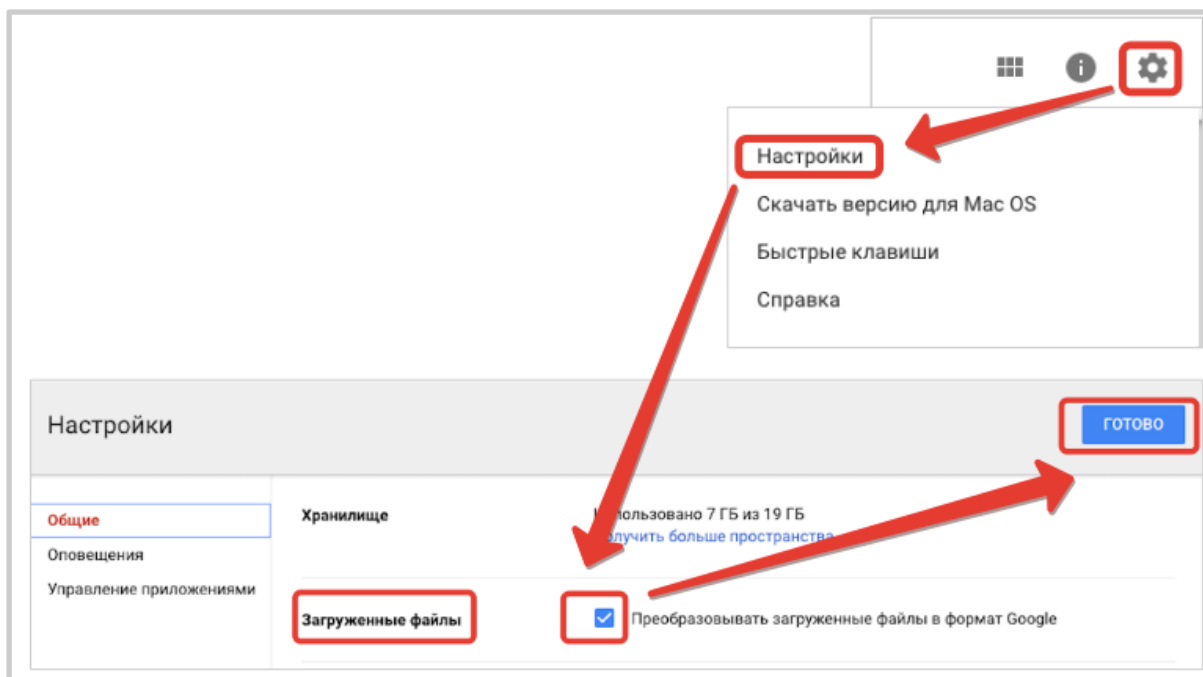 Настройки
Скачать версию для Mac OS
Быстрые клавиши
Справка
Настройки
ГОТОВО
Общие
Оповещения
Управление приложениями
Хранилище
Использовано 7 ГБ из 19 ГБ
Получить больше пространства
Загруженные файлы
Преобразовывать загруженные файлы в формат Google